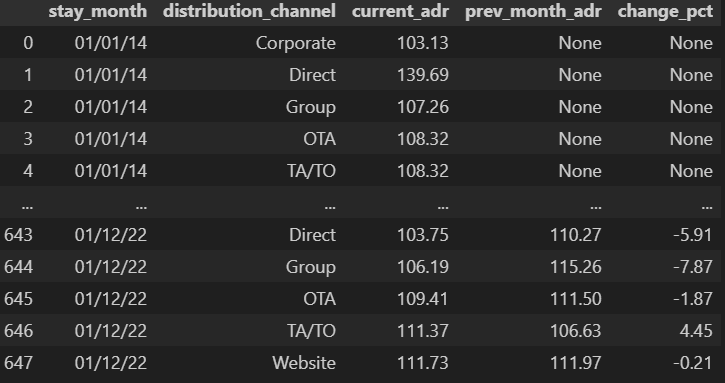 stay_month distribution_channel current_adr prev_month_adr change_pct
0 01/01/14 Corporate 103.13 None None
1 01/01/14 Direct 139.69 None None
2 01/01/14 Group 107.26 None None
3 01/01/14 OTA 108.32 None None
4 01/01/14 TA/TO 108.32 None None
... ... ... ... ... ...
643 01/12/22 Direct 103.75 110.27 -5.91
644 01/12/22 Group 106.19 115.26 -7.87
645 01/12/22 OTA 109.41 111.50 -1.87
646 01/12/22 TA/TO 111.37 106.63 4.45
647 01/12/22 Website 111.73 111.97 -0.21